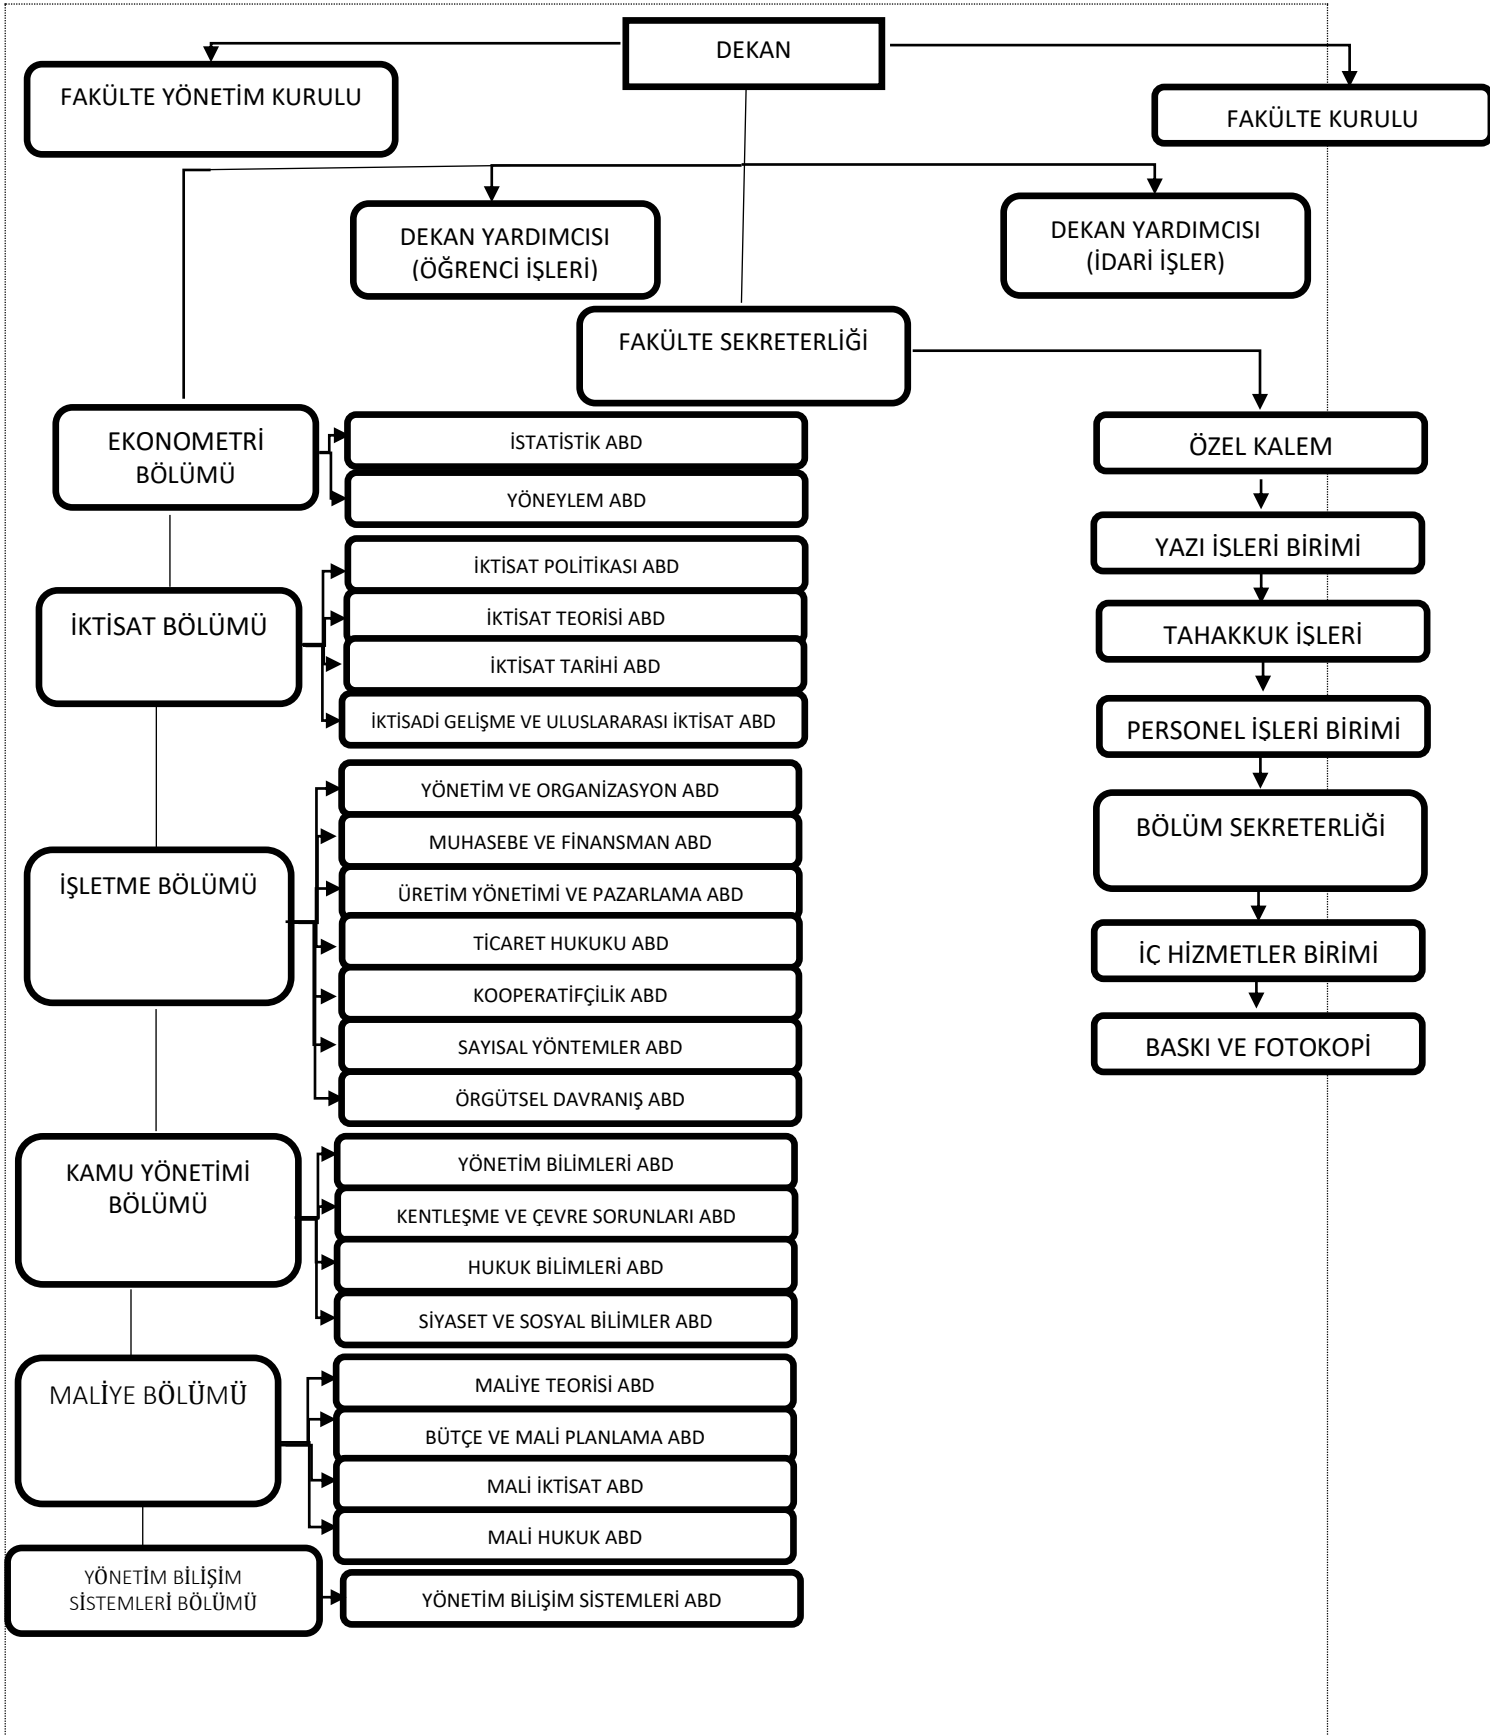 DEKAN
FAKÜLTE YÖNETİM KURULU
FAKÜLTE KURULU
DEKAN YARDIMCISI
(ÖĞRENCİ İŞLERİ)
DEKAN YARDIMCISI
(İDARİ İŞLER)
FAKÜLTE SEKRETERLİĞİ
EKONOMETRİ
BÖLÜMÜ
İSTATİSTİK ABD
YÖNEYLEM ABD
İKTİSAT BÖLÜMÜ
İKTİSAT POLİTİKASI ABD
İKTİSAT TEORİSİ ABD
İKTİSAT TARİHİ ABD
İKTİSADİ GELİŞME VE ULUSLARARASI İKTİSAT ABD
İŞLETME BÖLÜMÜ
YÖNETİM VE ORGANİZASYON ABD
MUHASEBE VE FİNANSMAN ABD
ÜRETİM YÖNETİMİ VE PAZARLAMA ABD
TİCARET HUKUKU ABD
KOOPERATİFÇİLİK ABD
SAYISAL YÖNTEMLER ABD
ÖRGÜTSEL DAVRANIŞ ABD
KAMU YÖNETİMİ
BÖLÜMÜ
YÖNETİM BİLİMLERİ ABD
KENTLEŞME VE ÇEVRE SORUNLARI ABD
HUKUK BİLİMLERİ ABD
SİYASET VE SOSYAL BİLİMLER ABD
MALİYE BÖLÜMÜ
MALİYE TEORİSİ ABD
BÜTÇE VE MALİ PLANLAMA ABD
MALİ İKTİSAT ABD
MALİ HUKUK ABD
YÖNETİM BİLİŞİM
SİSTEMLERİ BÖLÜMÜ
YÖNETİM BİLİŞİM SİSTEMLERİ ABD
ÖZEL KALEM
YAZI İŞLERİ BİRİMİ
TAHAKKUK İŞLERİ
PERSONEL İŞLERİ BİRİMİ
BÖLÜM SEKRETERLİĞİ
İÇ HİZMETLER BİRİMİ
BASKI VE FOTOKOPİ